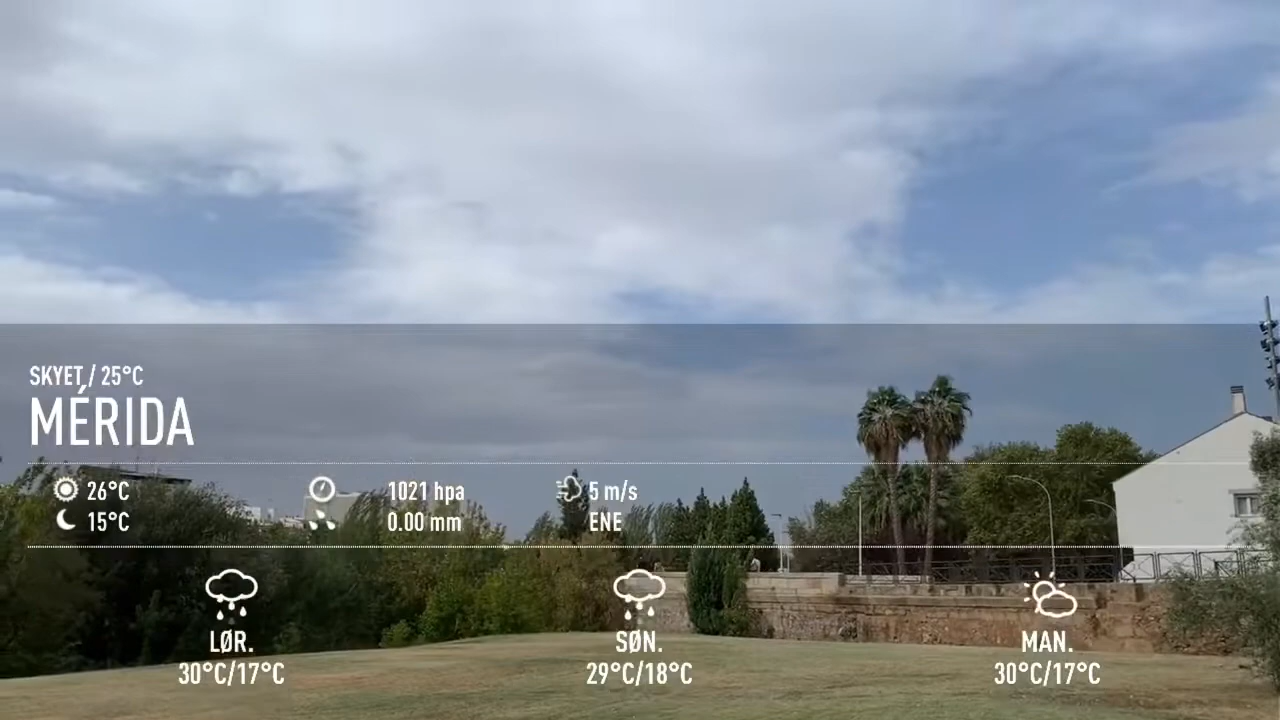 SKYET / 25°C
MÉRIDA
26°C
15°C
1021 hpa
0.00 mm
5 m/s
ENE
LØR.
30°C/17°C
SØN.
29°C/18°C
MAN.
30°C/17°C